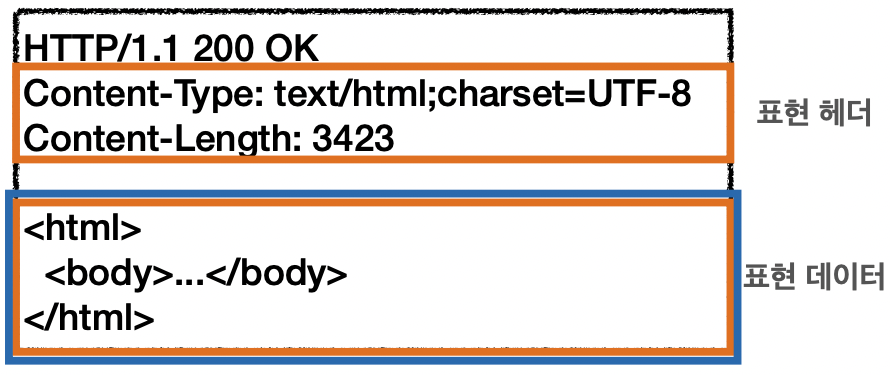 HTTP/1.1 200 OK
Content-Type: text/html;charset=UTF-8
표현 헤더
Content-Length: 3423
<html>
<body>...</body>
표현 데이터
</html>